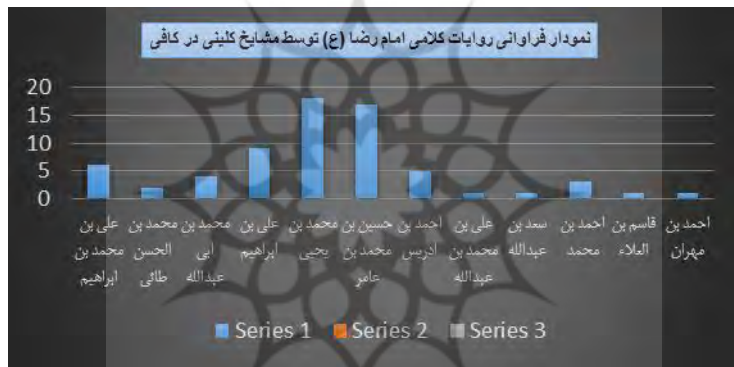 نمودار فراوانی روایات کلامی امام رضا (ع) توسط مشایخ کلینی در کافی
20
15
10
5
0
علی بن محمد بن ابراهیم
محمد بن الحسن طائی
محمد بن ابی عبدالله
علی بن ابراهیم
محمد بن یحیی
حسین بن محمد بن عامر
احمد بن ادریس
علی بن محمد بن عبدالله
سعد بن عبدالله
احمد بن محمد
قاسم بن العلاء
احمد بن مهران
Series 1
Series 2
Series 3